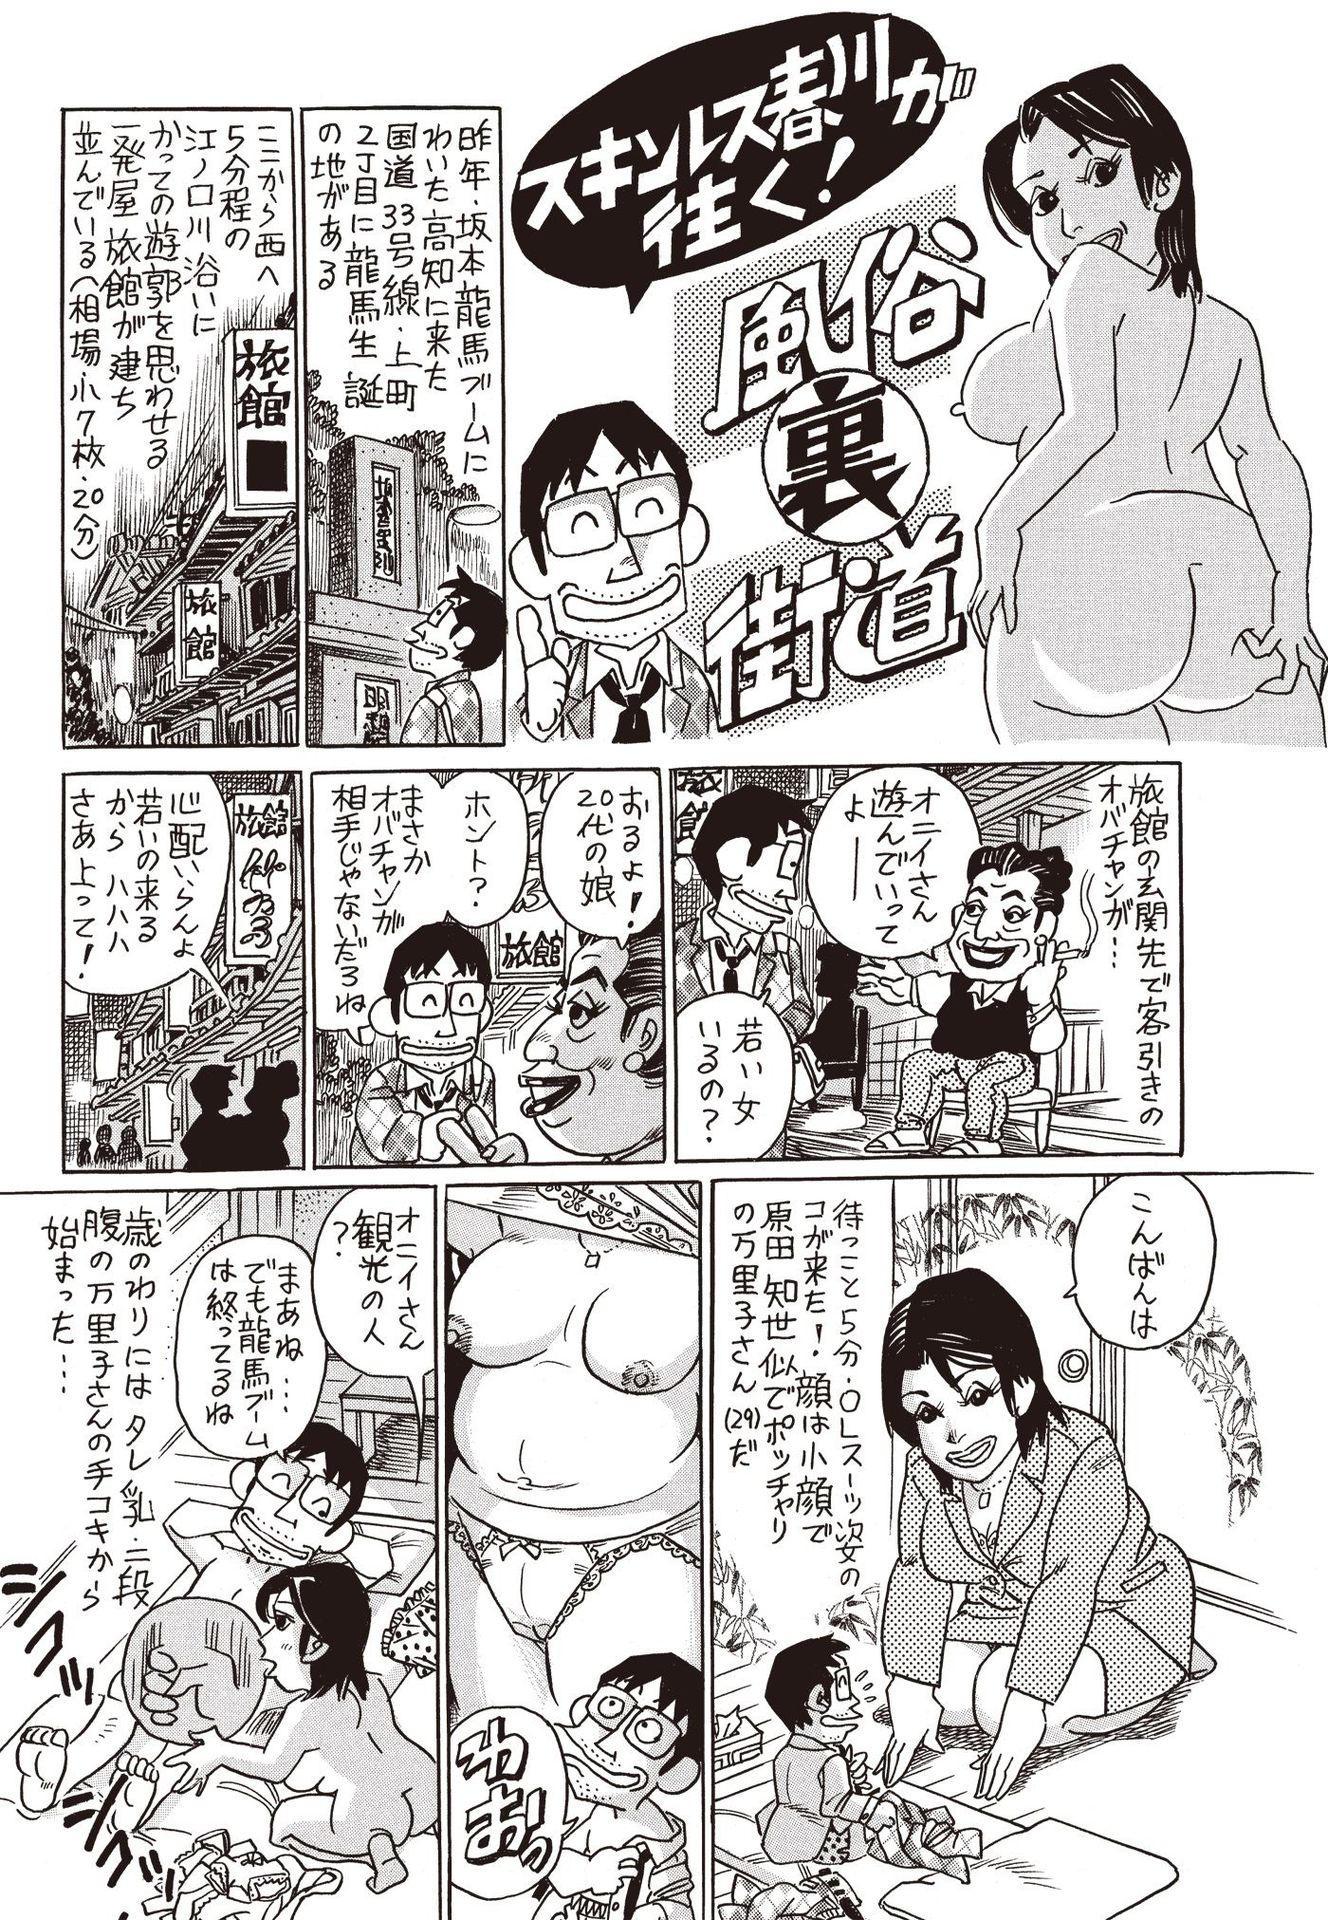 スキンレス春川が
往く!
風俗
裏
街道
昨年・坂本龍馬ブームに
わいた高知に来た
国道33号線・上町
2丁目に龍馬生誕
の地がある
ここから西へ
5分程の
江ノ口川沿いに
かっての遊郭を思わせる
一発屋旅館が建ち
並んでいる(相場・小7枚・20分)
旅館
旅館
旅館の玄関先で客引きの
オバチャンが…
オニイさん
遊んでいって
よー
若い女
いるの?
おるよ!
20代の娘
ホント?
まさか
オバチャンが
相手じゃないだろね
旅館
心配いらんよ
若いの来る
から ハハハ
さあ上って!
旅館
こんばんは
待っこと5分・OLスーツ姿の
コが来た!顔は小顔で
原田知世似でポッチャリ
の万里子さん(29)だ
わおっ
オニイさん
観光の人
?
まあね…
でも龍馬ブーム
は終ってるね
歳のわりにはタレ乳・二段
腹の万里子さんの手コキから
始まった…
シコッ
シコッ